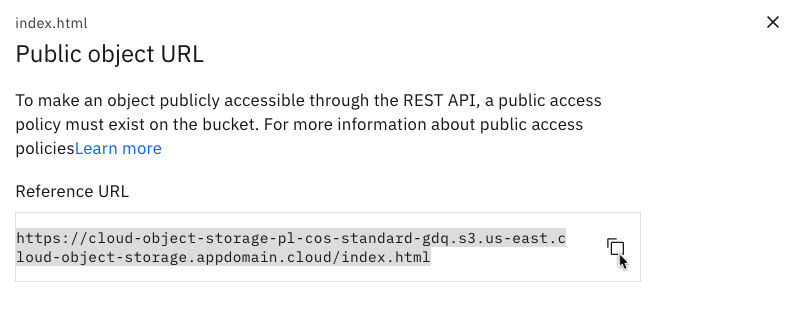 index.html
Public object URL
To make an object publicly accessible through the REST API, a public access
policy must exist on the bucket. For more information about public access
policiesLearn more
Reference URL
https://cloud-object-storage-pl-cos-standard-gdq.s3.us-east.c
loud-object-storage.appdomain.cloud/index.html